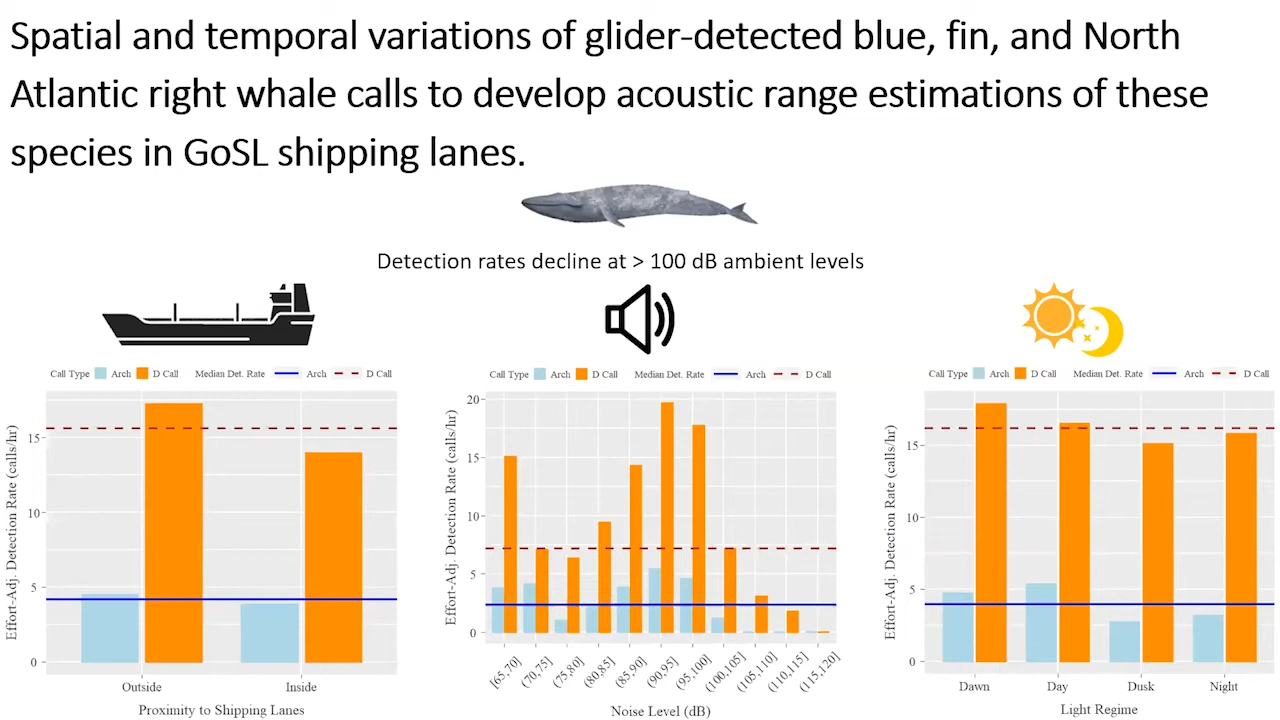 Spatial and temporal variations of glider-detected blue, fin, and North
Atlantic right whale calls to develop acoustic range estimations of these
species in GoSL shipping lanes.
Detection rates decline at > 100 dB ambient levels
Call Type Arch D Call Median Det. Rate Arch D Call
Effort-Adj. Detection Rate (calls/hr)
15
10
5
0
Outside Inside
Proximity to Shipping Lanes
Call Type Arch D Call Median Det. Rate Arch D Call
Effort-Adj. Detection Rate (calls/hr)
20
15
10
5
0
[65,70] (70,75] (75,80] (80,85] (85,90] (90,95] (95,100] (100,105] (105,110] (110,115] (115,120]
Noise Level (dB)
Call Type Arch D Call Median Det. Rate Arch D Call
Effort-Adj. Detection Rate (calls/hr)
15
10
5
0
Dawn Day Dusk Night
Light Regime